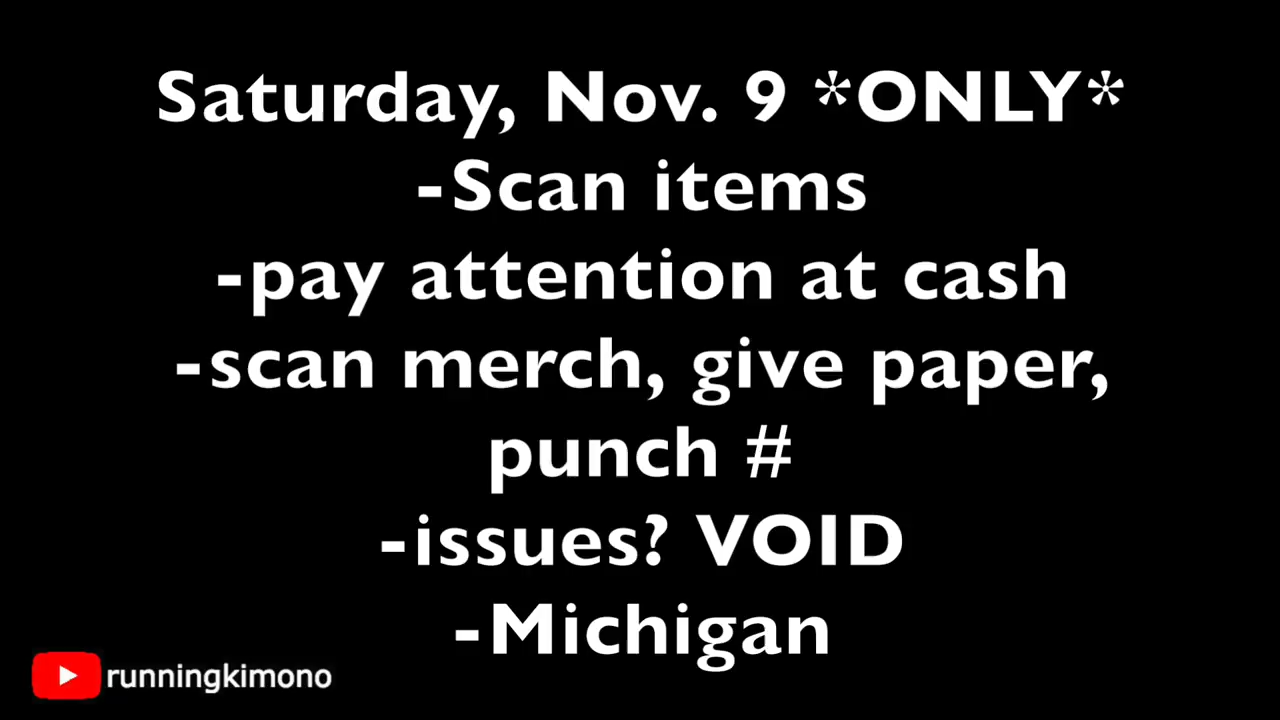 Saturday, Nov. 9 *ONLY*
-Scan items
-pay attention at cash
-scan merch, give paper,
punch #
-issues? VOID
-Michigan
runningkimono